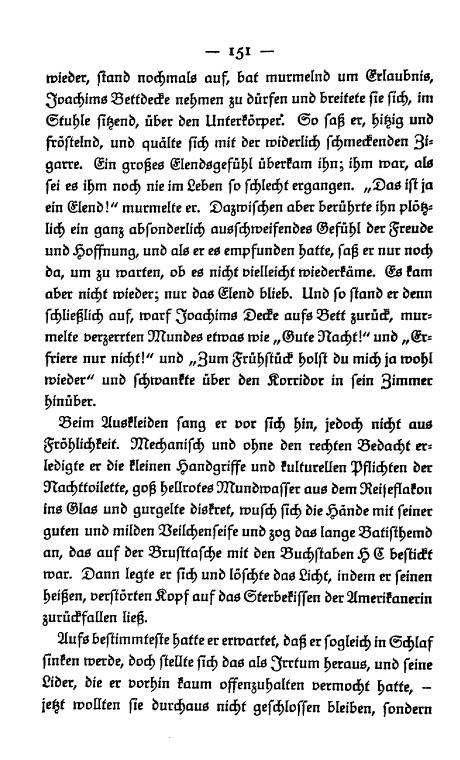 — 151 —
wieder, stand nochmals auf, bat murmelnd um Erlaubnis,
Joachims Bettdecke nehmen zu dürfen und breitete sie sich, im
Stuhle sitzend, über den Unterkörper. So saß er, hitzig und
fröstelnd, und quälte sich mit der widerlich schmeckenden Zi-
garre. Ein großes Elendsgefühl überkam ihn; ihm war, als
sei es ihm noch nie im Leben so schlecht ergangen. „Das ist ja
ein Elend!“ murmelte er. Dazwischen aber berührte ihn plötz-
lich ein ganz absonderlich ausschweifendes Gefühl der Freude
und Hoffnung, und als er es empfunden hatte, saß er nur noch
da, um zu warten, ob es nicht vielleicht wiederkäme. Es kam
aber nicht wieder; nur das Elend blieb. Und so stand er denn
schließlich auf, warf Joachims Decke aufs Bett zurück, mur-
melte verzerrten Mundes etwas wie „Gute Nacht!“ und „Er-
friere nur nicht!“ und „Zum Frühstück holst du mich ja wohl
wieder“ und schwankte über den Korridor in sein Zimmer
hinüber.
Beim Auskleiden sang er vor sich hin, jedoch nicht aus
Fröhlichkeit. Mechanisch und ohne den rechten Bedacht er-
ledigte er die kleinen Handgriffe und kulturellen Pflichten der
Nachttoilette, goß hellrotes Mundwasser aus dem Reiseflakon
ins Glas und gurgelte diskret, wusch sich die Hände mit seiner
guten und milden Veilchenseife und zog das lange Batisthemd
an, das auf der Brusttasche mit den Buchstaben H C bestickt
war. Dann legte er sich und löschte das Licht, indem er seinen
heißen, verstörten Kopf auf das Sterbekissen der Amerikanerin
zurückfallen ließ.
Aufs bestimmteste hatte er erwartet, daß er sogleich in Schlaf
sinken werde, doch stellte sich das als Irrtum heraus, und seine
Lider, die er vorhin kaum offenzuhalten vermocht hatte, –
jetzt wollten sie durchaus nicht geschlossen bleiben, sondern